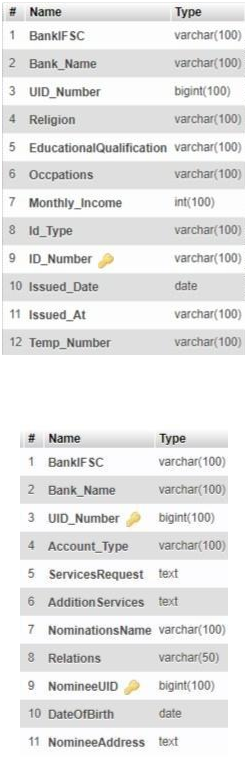 # Name Type
1 BankIFSC varchar(100)
2 Bank_Name varchar(100)
3 UID_Number bigint(100)
4 Religion varchar(100)
5 EducationalQualification varchar(100)
6 Occpations varchar(100)
7 Monthly_Income int(100)
8 Id_Type varchar(100)
9 ID_Number varchar(100)
10 Issued_Date date
11 Issued_At varchar(100)
12 Temp_Number varchar(100)
# Name Type
1 BankIFSC varchar(100)
2 Bank_Name varchar(100)
3 UID_Number bigint(100)
4 Account_Type varchar(100)
5 ServicesRequest text
6 AdditionServices text
7 NominationsName varchar(100)
8 Relations varchar(50)
9 NomineeUID bigint(100)
10 DateOfBirth date
11 NomineeAddress text